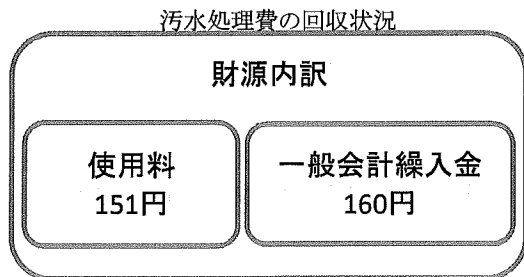 汚水処理費の回収状況
財源内訳
使用料
151円
一般会計繰入金
160円